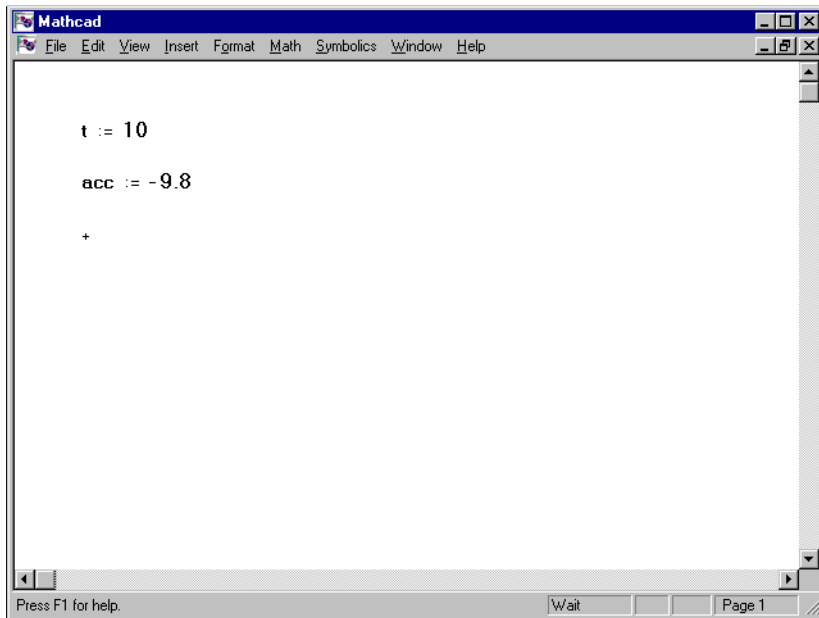 Mathcad
File Edit View Insert Format Math Symbolics Window Help
t := 10
acc := -9.8
+
Press F1 for help. Wait Page 1